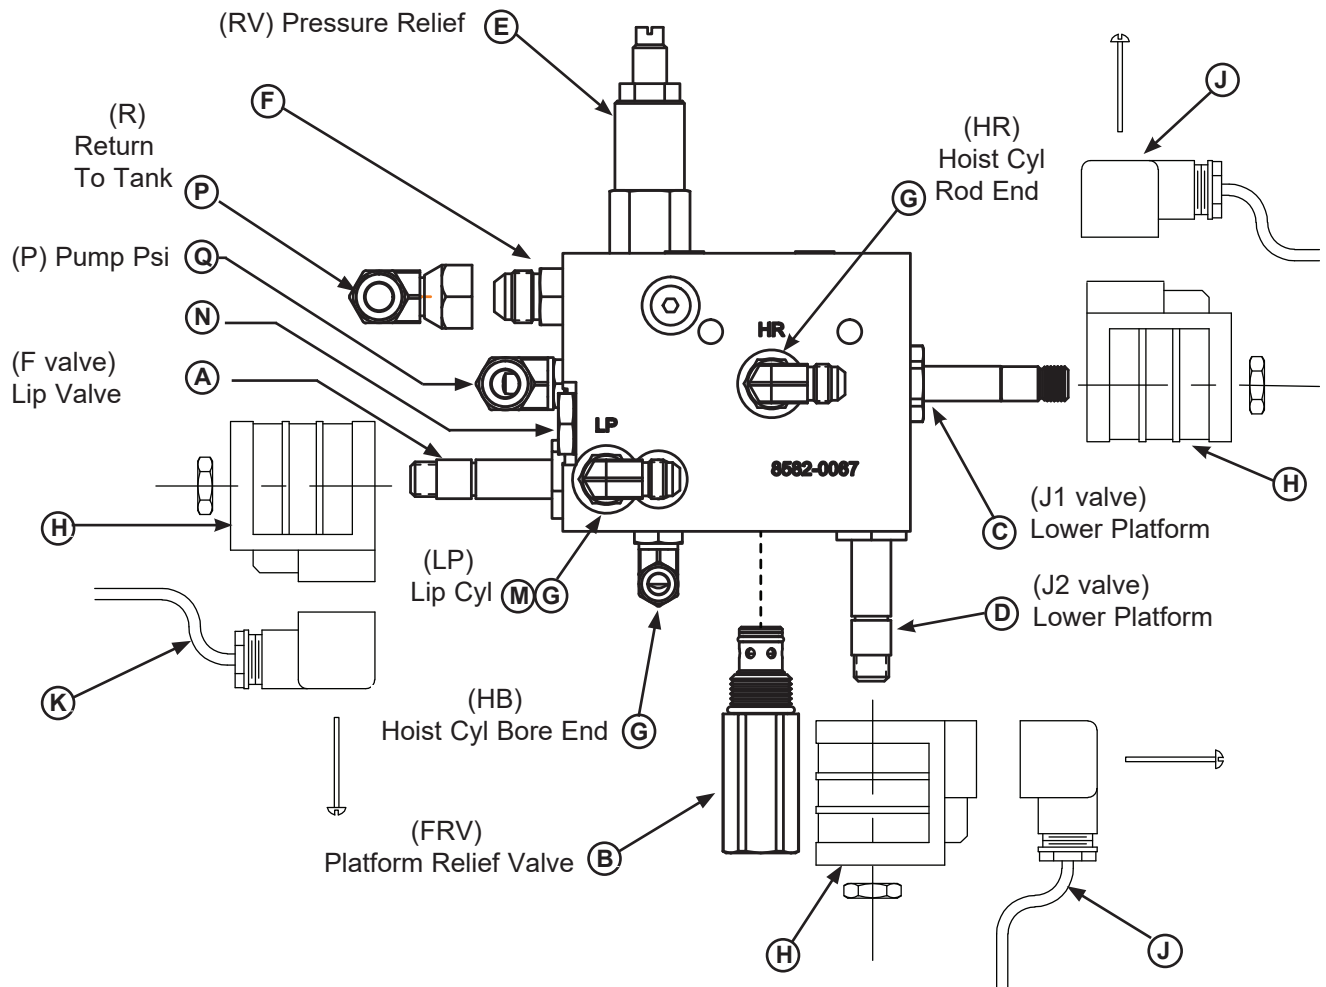 (RV) Pressure Relief E
F
J
(R)
Return
To Tank P
(HR)
Hoist Cyl
Rod End
G
(P) Pump Psi Q
N
(F valve)
Lip Valve
A
HR
LP
8582-0067
H
H
(J1 valve)
Lower Platform
C
(LP)
Lip Cyl M G
(J2 valve)
Lower Platform
D
K
(HB)
Hoist Cyl Bore End G
(FRV)
Platform Relief Valve B
H
J